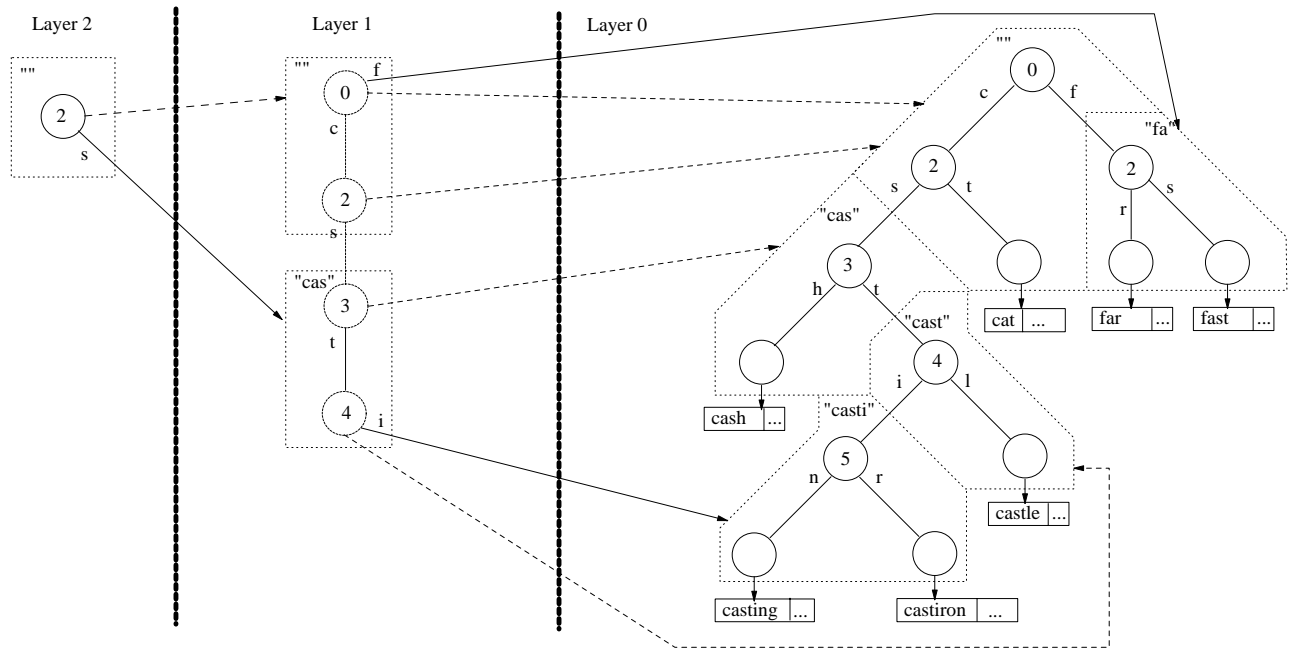 Layer 2
Layer 1
Layer 0
""
2
s
""
f
0
c
2
s
"cas"
3
t
4
i
""
0
c
f
"fa"
2
2
s
t
r
s
"cas"
3
h
t
cat ...
far ...
fast ...
"cast"
4
i
l
cash ...
"casti"
5
n
r
castle ...
casting ...
castiron ...